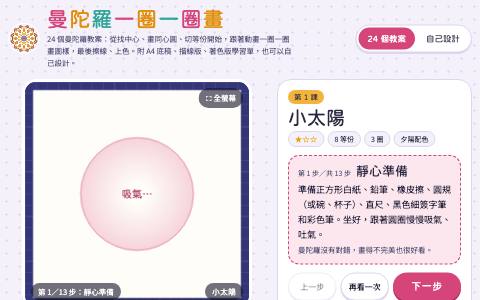 曼陀羅一圈一圈畫
24 個曼陀羅教案：從找中心、畫同心圓、切等份開始，跟著動畫一圈一圈
畫圖樣，最後擦線、上色。附 A4 底稿、描線版、著色版學習單，也可以自
己設計。
24 個教案
自己設計
全螢幕
吸氣⋯
第 1／13 步：靜心準備
小太陽
第 1 課
小太陽
★☆☆
8 等份
3 圈
夕陽配色
第 1 步／共 13 步
靜心準備
準備正方形白紙、鉛筆、橡皮擦、圓規
（或碗、杯子）、直尺、黑色細簽字筆
和彩色筆。坐好，跟著圓圈慢慢吸氣、
吐氣。
曼陀羅沒有對錯，畫得不完美也很好看。
上一步
再看一次
下一步